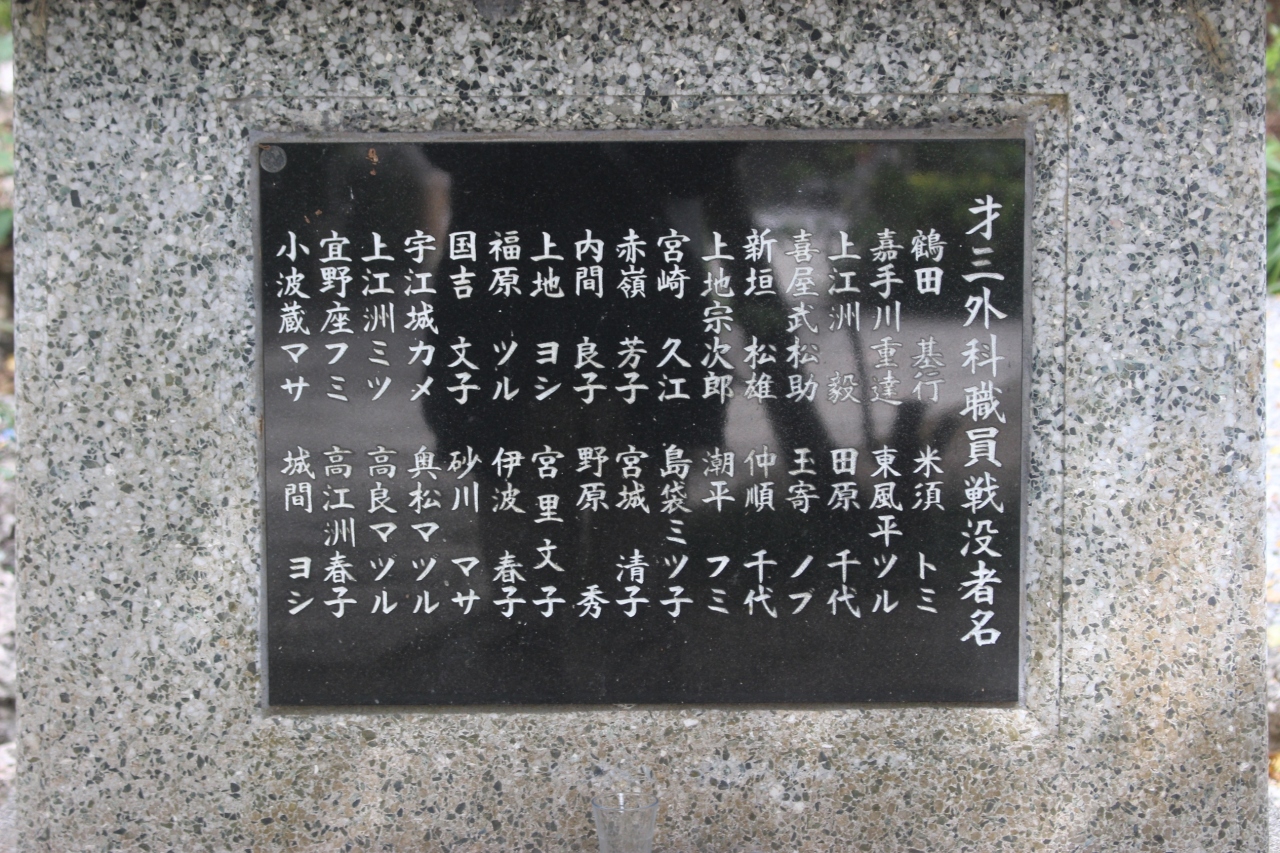 才三外科職員戦没者名
鶴田 基行 米須 トミ
嘉手川重達 東風平ツル
上江洲 毅 田原 千代
喜屋武松助 玉寄 ノブ
新垣 松雄 仲順 千代
上地宗次郎 潮平 フミ
宮崎 久江 島袋ミツ子
赤嶺 芳子 宮城 清子
内間 良子 野原 秀
上地 ヨシ 宮里 文子
福原 ツル 伊波 春子
国吉 文子 砂川 マサ
宇江城カメ 奥松マツル
上江洲ミツ 高良マヅル
宜野座フミ 高江洲春子
小波蔵マサ 城間 ヨシ